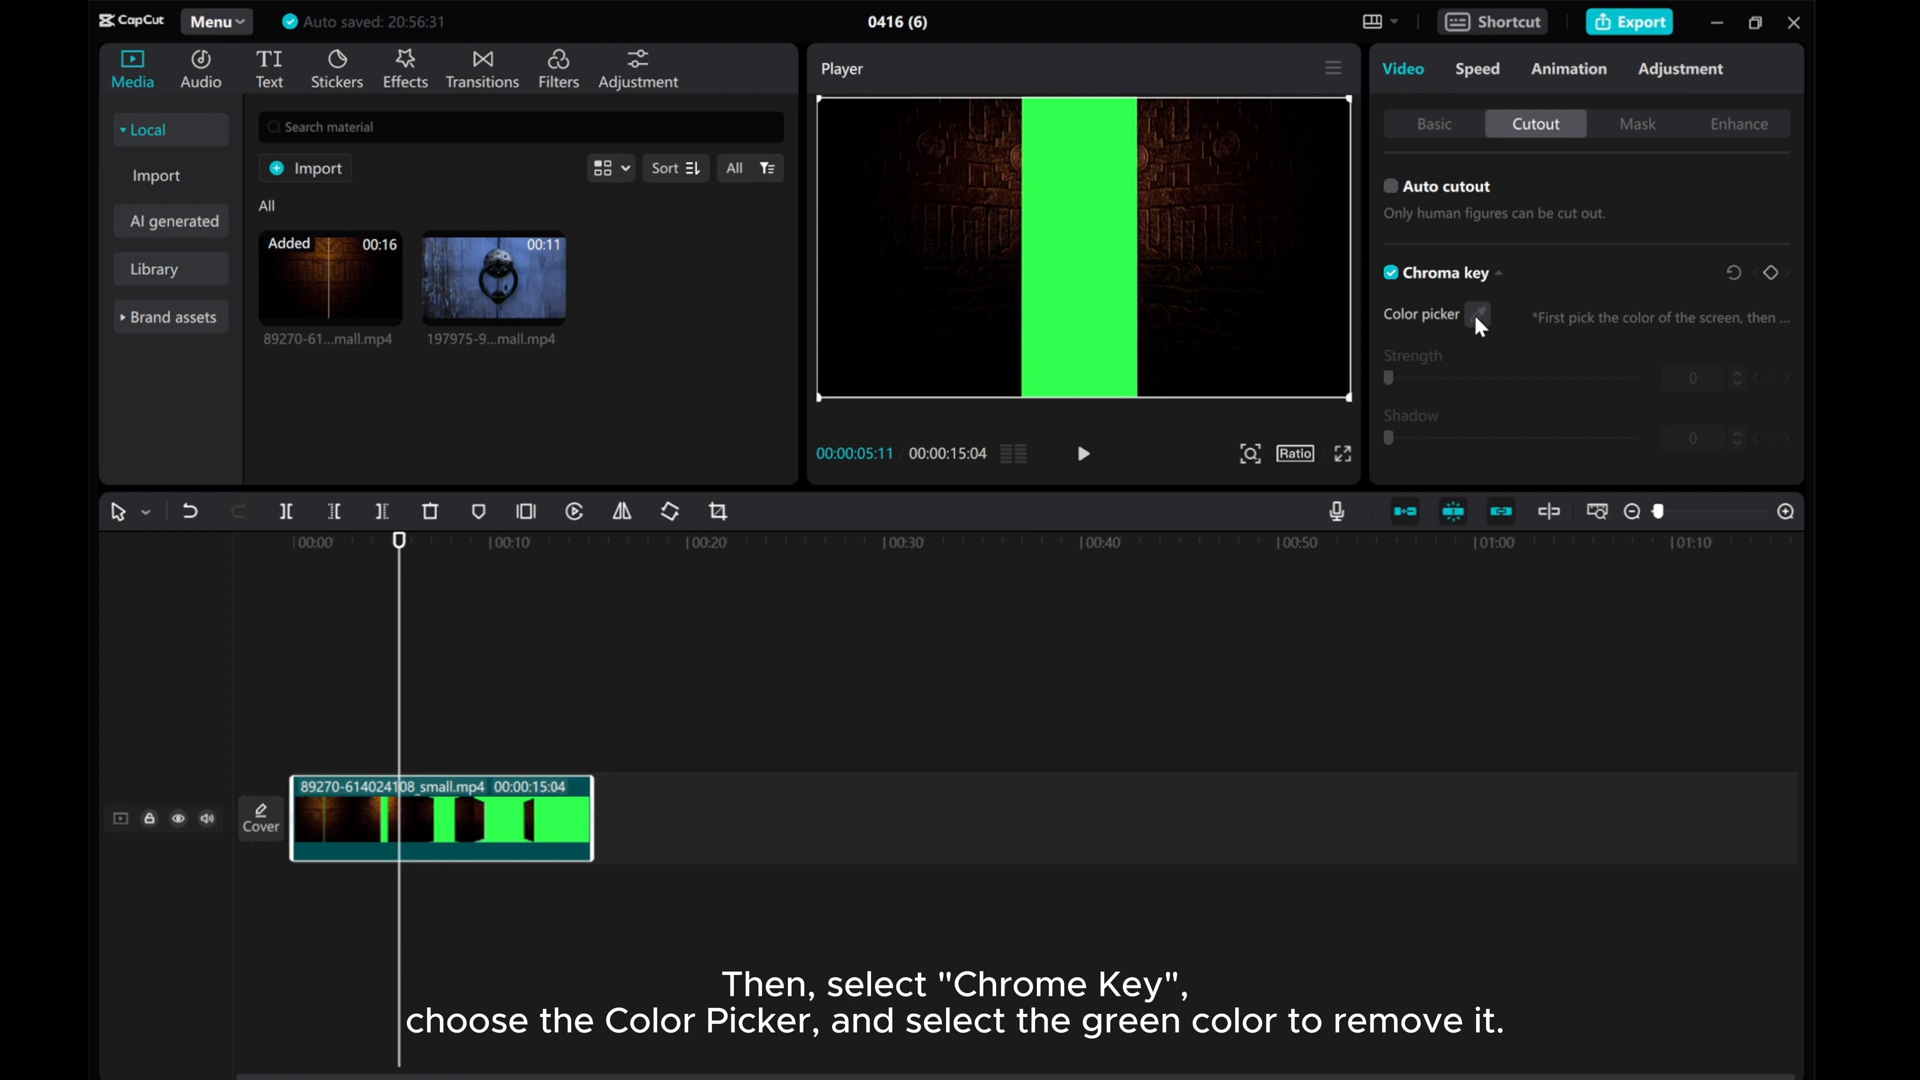 CapCut
Menu
Auto saved: 20:56:31
0416 (6)
Shortcut
Export
Media
Audio
TI
Text
Stickers
Effects
Transitions
Filters
Adjustment
Local
Import
AI generated
Library
Brand assets
Search material
Import
Sort
All
All
Added
00:16
00:11
89270-61...mall.mp4
197975-9...mall.mp4
Player
00:00:05:11
00:00:15:04
Ratio
Video
Speed
Animation
Adjustment
Basic
Cutout
Mask
Enhance
Auto cutout
Only human figures can be cut out.
Chroma key
Color picker
*First pick the color of the screen, then ...
Strength
0
Shadow
0
00:00
00:10
00:20
00:30
00:40
00:50
01:00
01:10
Cover
89270-614024108_small.mp4 00:00:15:04
Then, select "Chrome Key",
choose the Color Picker, and select the green color to remove it.